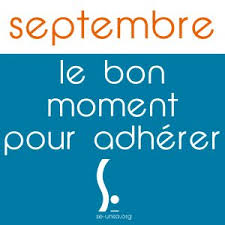 septembre
le bon
moment
pour adhérer
se-unsa.org